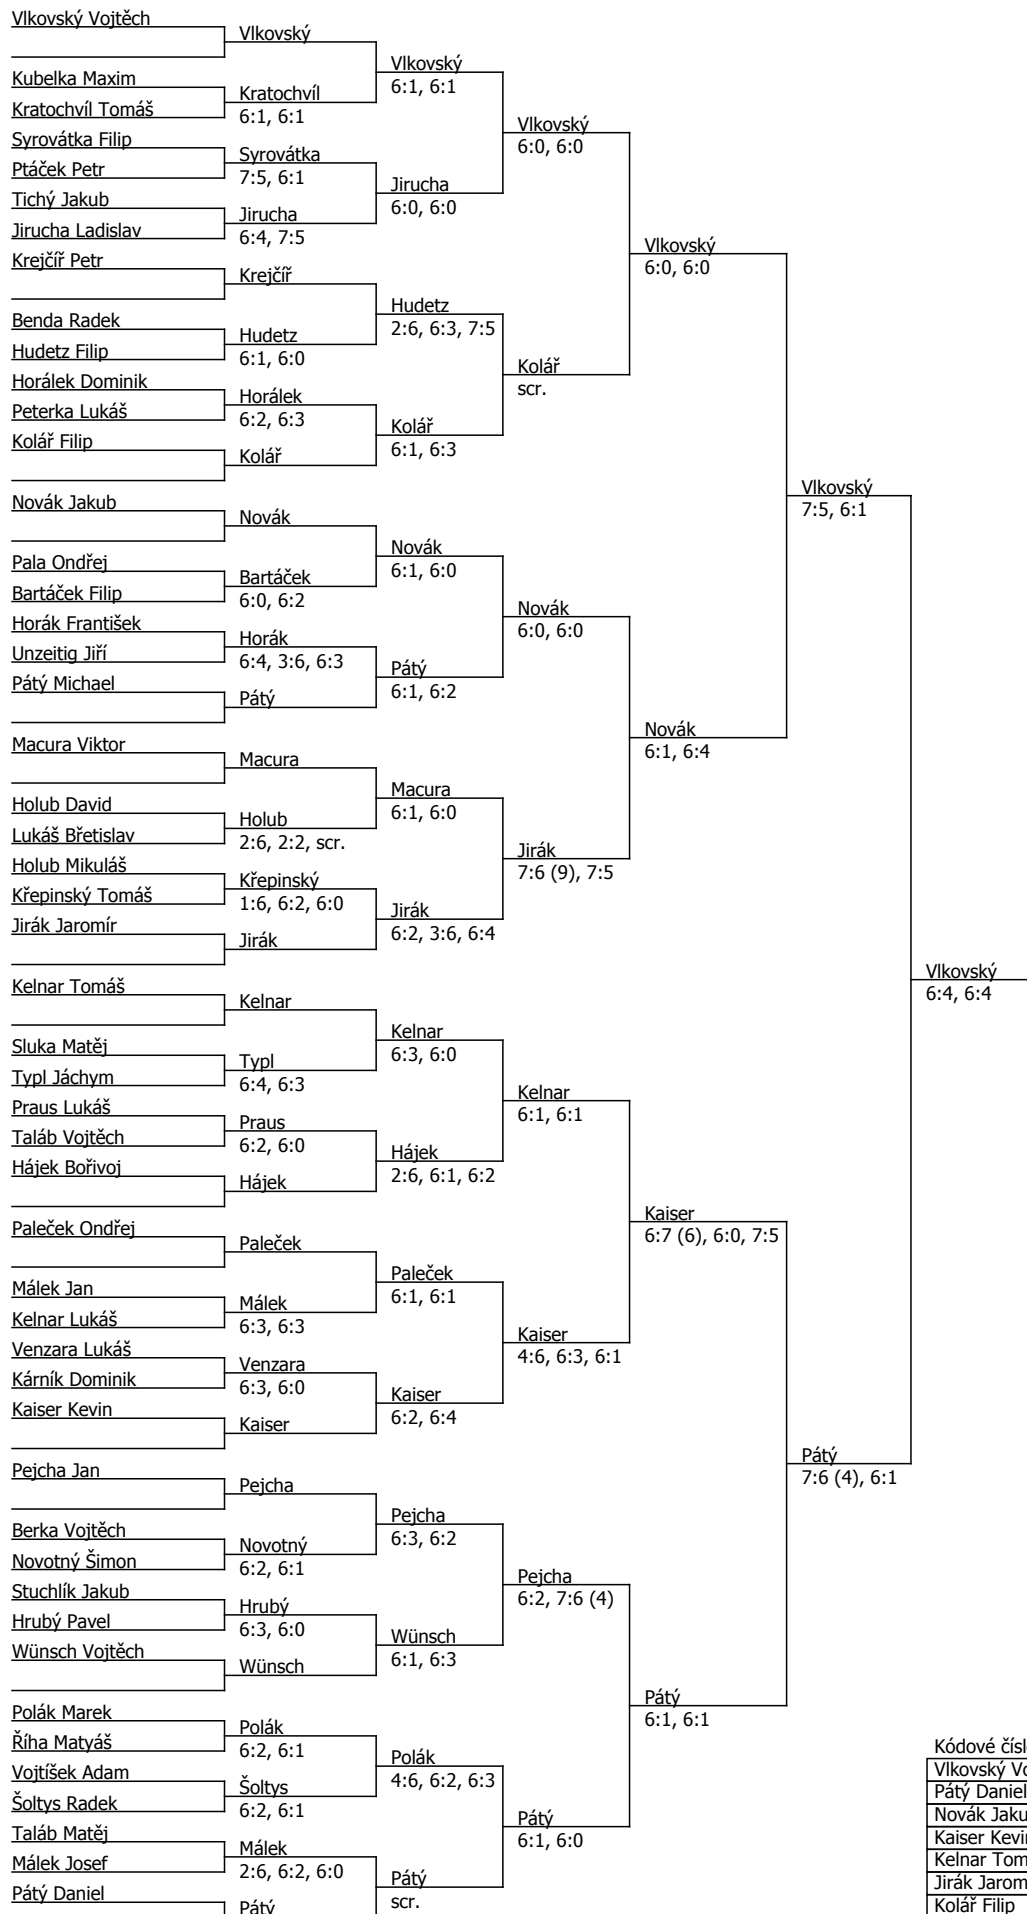 Vlkovský Vojtěch
Kubelka Maxim
Kratochvíl Tomáš
Syrovátka Filip
Ptáček Petr
Tichý Jakub
Jirucha Ladislav
Krejčíř Petr
Benda Radek
Hudetz Filip
Horálek Dominik
Peterka Lukáš
Kolář Filip
Novák Jakub
Pala Ondřej
Bartáček Filip
Horák František
Unzeitig Jiří
Pátý Michael
Macura Viktor
Holub David
Lukáš Břetislav
Holub Mikuláš
Křepinský Tomáš
Jirák Jaromír
Kelnar Tomáš
Sluka Matěj
Typl Jáchym
Praus Lukáš
Taláb Vojtěch
Hájek Bořivoj
Paleček Ondřej
Málek Jan
Kelnar Lukáš
Venzara Lukáš
Kárník Dominik
Kaiser Kevin
Pejcha Jan
Berka Vojtěch
Novotný Šimon
Stuchlík Jakub
Hrubý Pavel
Wünsch Vojtěch
Polák Marek
Říha Matyáš
Vojtíšek Adam
Šoltys Radek
Taláb Matěj
Málek Josef
Pátý Daniel
Vlkovský
Kratochvíl
6:1, 6:1
Syrovátka
7:5, 6:1
Jirucha
6:4, 7:5
Krejčíř
Hudetz
6:1, 6:0
Horálek
6:2, 6:3
Kolář
Novák
Bartáček
6:0, 6:2
Horák
6:4, 3:6, 6:3
Pátý
Macura
Holub
2:6, 2:2, scr.
Křepinský
1:6, 6:2, 6:0
Jirák
Kelnar
Typl
6:4, 6:3
Praus
6:2, 6:0
Hájek
Paleček
Málek
6:3, 6:3
Venzara
6:3, 6:0
Kaiser
Pejcha
Novotný
6:2, 6:1
Hrubý
6:3, 6:0
Wünsch
Polák
6:2, 6:1
Šoltys
6:2, 6:1
Málek
2:6, 6:2, 6:0
Pátý
Vlkovský
6:1, 6:1
Jirucha
6:0, 6:0
Hudetz
2:6, 6:3, 7:5
Kolář
6:1, 6:3
Novák
6:1, 6:0
Pátý
6:1, 6:2
Macura
6:1, 6:0
Jirák
6:2, 3:6, 6:4
Kelnar
6:3, 6:0
Hájek
2:6, 6:1, 6:2
Paleček
6:1, 6:1
Kaiser
6:2, 6:4
Pejcha
6:3, 6:2
Wünsch
6:1, 6:3
Polák
4:6, 6:2, 6:3
Pátý
scr.
Vlkovský
6:0, 6:0
Kolář
scr.
Novák
6:0, 6:0
Jirák
7:6 (9), 7:5
Kelnar
6:1, 6:1
Kaiser
4:6, 6:3, 6:1
Pejcha
6:2, 7:6 (4)
Pátý
6:1, 6:0
Vlkovský
6:0, 6:0
Novák
6:1, 6:4
Kaiser
6:7 (6), 6:0, 7:5
Pátý
6:1, 6:1
Vlkovský
7:5, 6:1
Pátý
7:6 (4), 6:1
Vlkovský
6:4, 6:4
Kódové čísl
Vlkovský Vo
Pátý Daniel
Novák Jaku
Kaiser Kevin
Kelnar Tom
Jirák Jarom
Kolář Filip